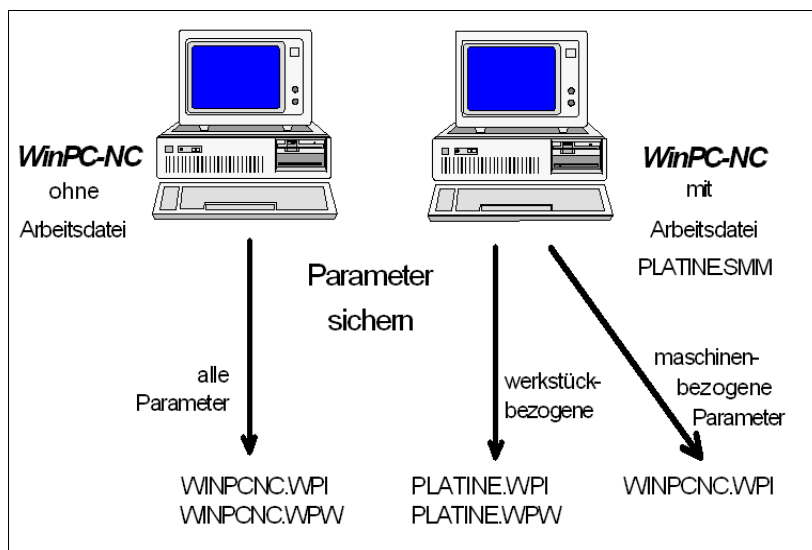 WinPC-NC
ohne
Arbeitsdatei
WinPC-NC
mit
Arbeitsdatei
PLATINE.SMM
Parameter
sichern
alle
Parameter
werkstück-
bezogene
maschinen-
bezogene
Parameter
WINPCNC.WPI
WINPCNC.WPW
PLATINE.WPI
PLATINE.WPW
WINPCNC.WPI